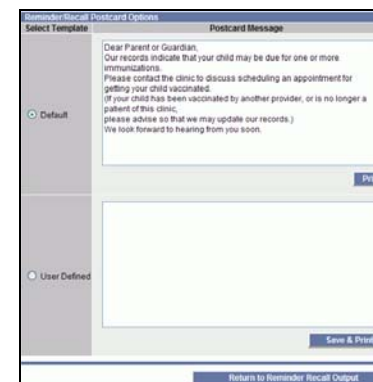 Reminder/Recall Postcard Options
Select Template Postcard Message
Dear Parent or Guardian,
Our records indicate that your child may be due for one or more
immunizations.
Please contact the clinic to discuss scheduling an appointment for
getting your child vaccinated.
(If your child has been vaccinated by another provider, or is no longer a
patient of this clinic,
please advise so that we may update our records.)
We look forward to hearing from you soon.
Default
User Defined
Save & Print
Return to Reminder Recall Output